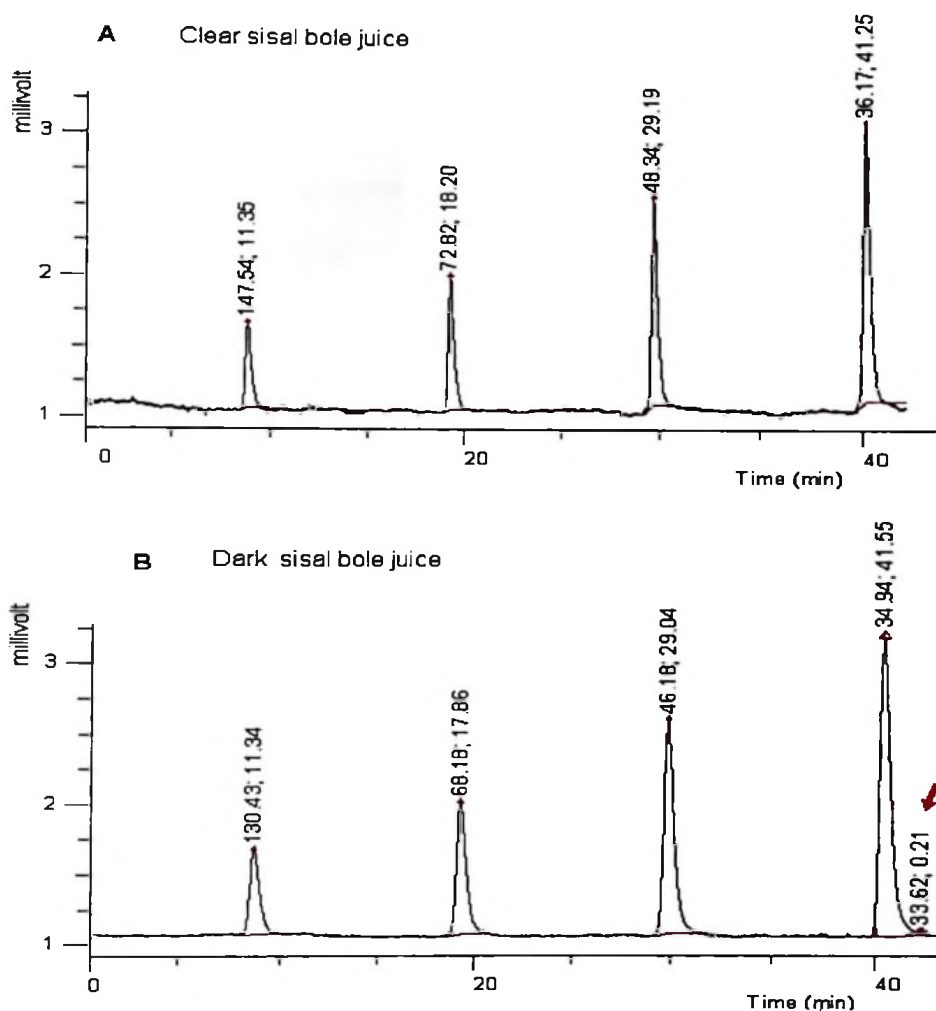 A Clear sisal bole juice
millivolt
3
2
1
147.54; 11.35
72.82; 18.20
48.34; 29.19
36.17; 41.25
0 20 40
Time (min)
B Dark sisal bole juice
millivolt
3
2
1
130.43; 11.34
68.18; 17.86
46.18; 29.04
34.94; 41.55
33.62; 0.21
0 20 40
Time (min)